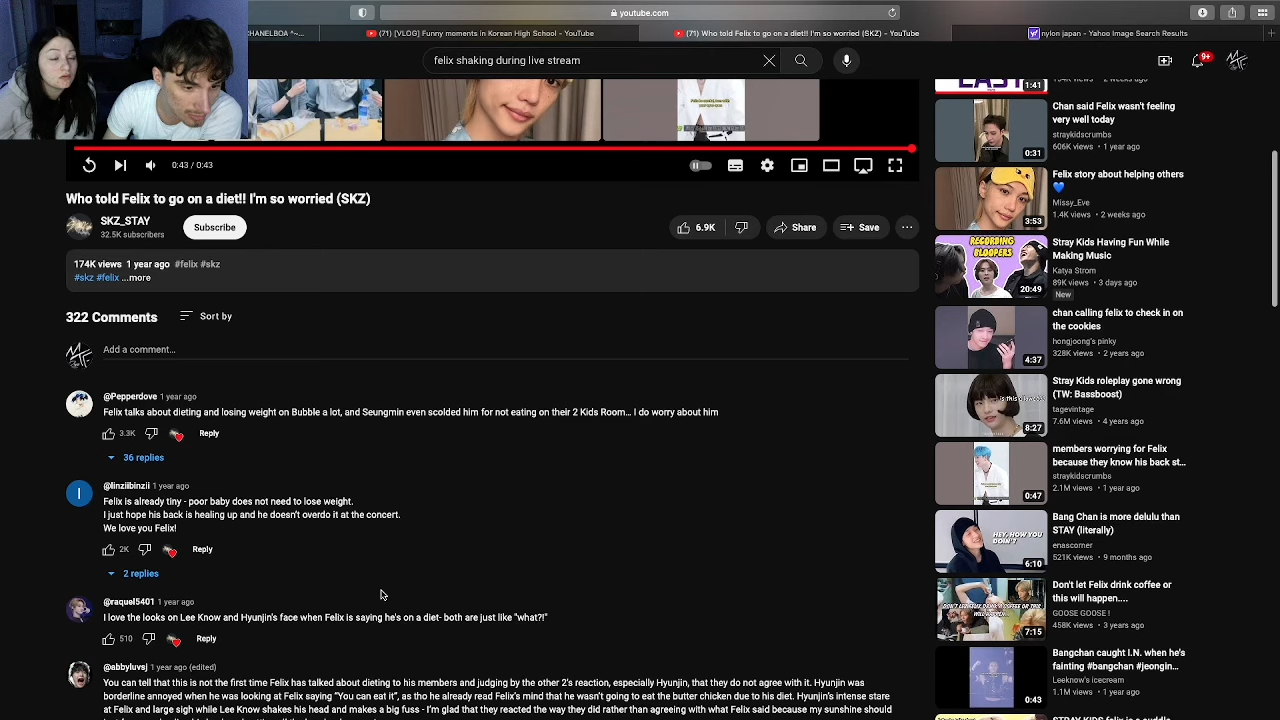 youtube.com
CHANELBOA ^~...
(71) [VLOG] Funny moments in Korean High School - YouTube
(71) Who told Felix to go on a diet!! I'm so worried (SKZ) - YouTube
nylon japan - Yahoo Image Search Results
felix shaking during live stream
9+
0:43 / 0:43
Who told Felix to go on a diet!! I'm so worried (SKZ)
SKZ_STAY
32.5K subscribers
Subscribe
6.9K
Share
Save
174K views 1 year ago #felix #skz
#skz #felix ...more
322 Comments
Sort by
Add a comment...
@Pepperdove 1 year ago
Felix talks about dieting and losing weight on Bubble a lot, and Seungmin even scolded him for not eating on their 2 Kids Room... I do worry about him
3.3K
Reply
36 replies
I
@linziibinzii 1 year ago
Felix is already tiny - poor baby does not need to lose weight.
I just hope his back is healing up and he doesn't overdo it at the concert.
We love you Felix!
2K
Reply
2 replies
@raquel5401 1 year ago
I love the looks on Lee Know and Hyunjin's face when Felix is saying he's on a diet- both are just like "what?!"
510
Reply
@abbyluvsj 1 year ago (edited)
You can tell that this is not the first time Felix has talked about dieting to his members and judging by the other 2's reaction, especially Hyunjin, that they do not agree with it. Hyunjin was
borderline annoyed when he was looking at Felix saying "You can eat it", as tho he already read Felix's mind that he wasn't going to eat the butter chicken due to his diet. Hyunjin's intense stare
at Felix and large sigh while Lee Know shakes his head and makes a big fuss - I'm glad they reacted the way they did rather than agreeing with what Felix said because my sunshine should
1:41
Chan said Felix wasn't feeling
very well today
straykidscrumbs
606K views • 1 year ago
0:31
Felix story about helping others
💙
Missy_Eve
1.4K views • 2 weeks ago
3:53
RECORDING
BLOOPERS
20:49
Stray Kids Having Fun While
Making Music
Katya Strom
89K views • 3 days ago
New
chan calling felix to check in on
the cookies
hongjoong's pinky
328K views • 2 years ago
4:37
Stray Kids roleplay gone wrong
(TW: Bassboost)
tagevintage
7.6M views • 4 years ago
8:27
members worrying for Felix
because they know his back st...
straykidscrumbs
2.1M views • 1 year ago
0:47
HEY, HOW YOU
DOIN'?
6:10
Bang Chan is more delulu than
STAY (literally)
enascorner
521K views • 9 months ago
DON'T LET FELIX DRINK COFFEE OR THIS
WILL HAPPEN....
7:15
Don't let Felix drink coffee or
this will happen....
GOOSE GOOSE !
458K views • 3 years ago
Bangchan caught I.N. when he's
fainting #bangchan #jeongin...
Leeknow's icecream
1.1M views • 1 year ago
0:43